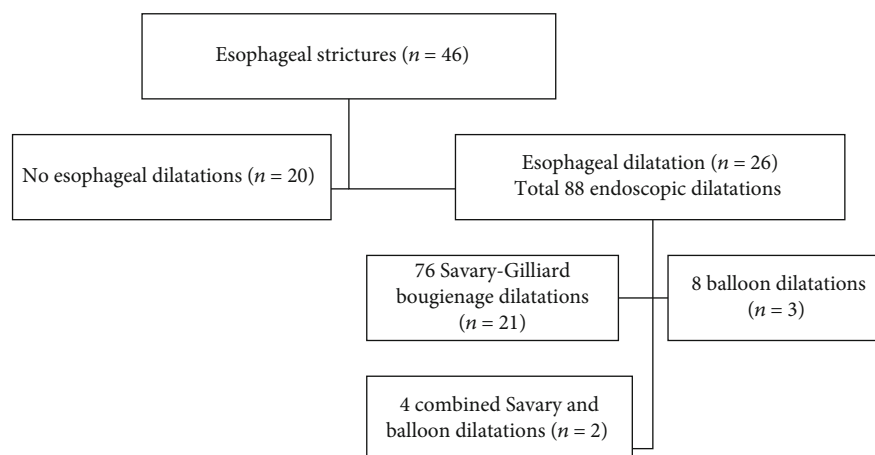 Esophageal strictures (n = 46)
No esophageal dilatations (n = 20)
Esophageal dilatation (n = 26)
Total 88 endoscopic dilatations
76 Savary-Gilliard
bougienage dilatations
(n = 21)
8 balloon dilatations
(n = 3)
4 combined Savary and
balloon dilatations (n = 2)